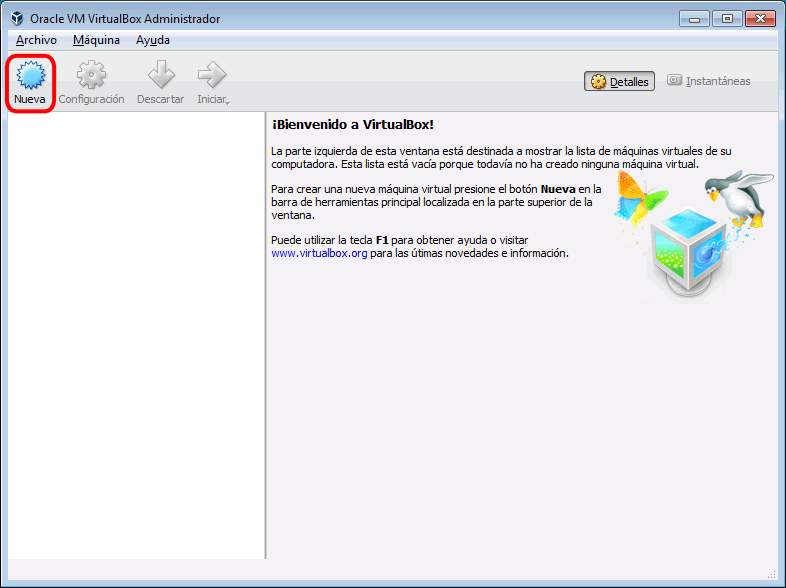 Oracle VM VirtualBox Administrador
Archivo Máquina Ayuda
Nueva Configuración Descartar Iniciar Detalles Instantáneas
¡Bienvenido a VirtualBox!
La parte izquierda de esta ventana está destinada a mostrar la lista de máquinas virtuales de su
computadora. Esta lista está vacía porque todavía no ha creado ninguna máquina virtual.
Para crear una nueva máquina virtual presione el botón Nueva en la
barra de herramientas principal localizada en la parte superior de la
ventana.
Puede utilizar la tecla F1 para obtener ayuda o visitar
www.virtualbox.org para las útimas novedades e información.